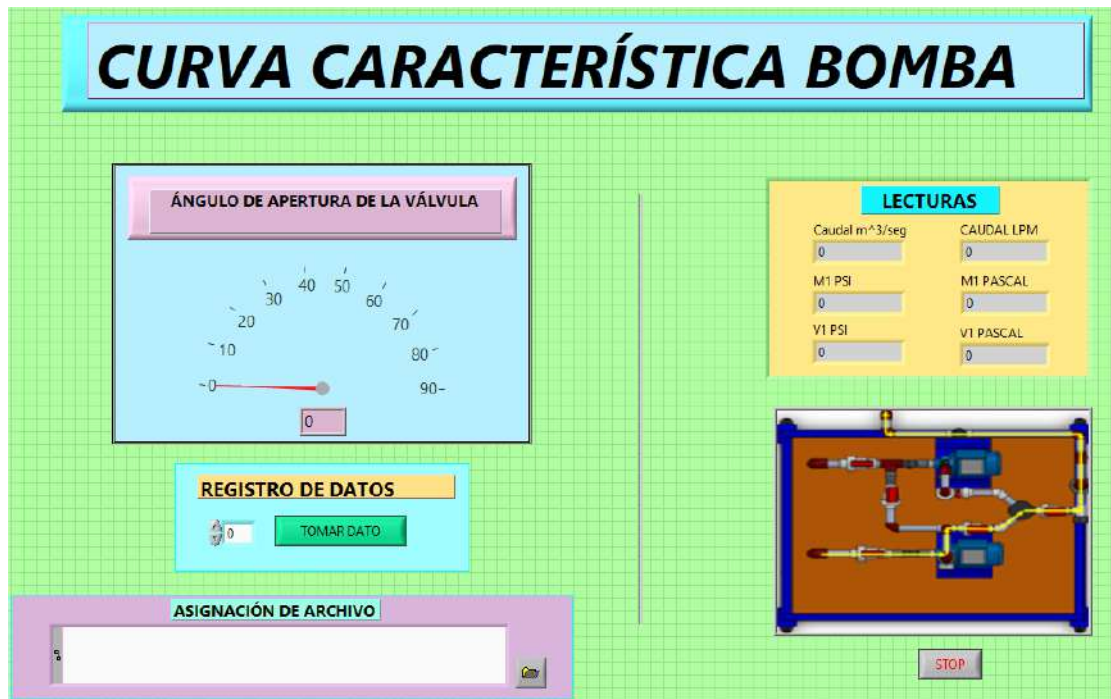 CURVA CARACTERÍSTICA BOMBA
ÁNGULO DE APERTURA DE LA VÁLVULA
0
10
20
30
40
50
60
70
80
90
0
REGISTRO DE DATOS
0
TOMAR DATO
ASIGNACIÓN DE ARCHIVO
LECTURAS
Caudal m^3/seg CAUDAL LPM
0 0
M1 PSI M1 PASCAL
0 0
V1 PSI V1 PASCAL
0 0
STOP